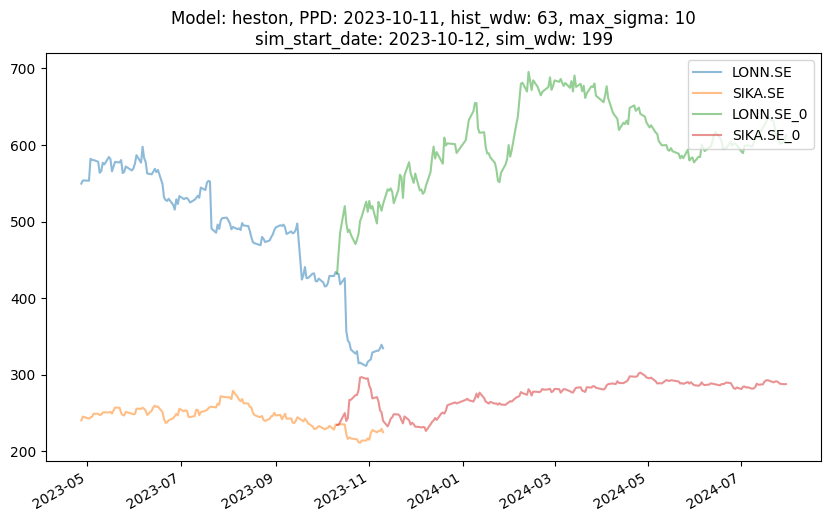 Model: heston, PPD: 2023-10-11, hist_wdw: 63, max_sigma: 10
sim_start_date: 2023-10-12, sim_wdw: 199
LONN.SE
SIKA.SE
LONN.SE_0
SIKA.SE_0
700
600
500
400
300
200
2023-05
2023-07
2023-09
2023-11
2024-01
2024-03
2024-05
2024-07